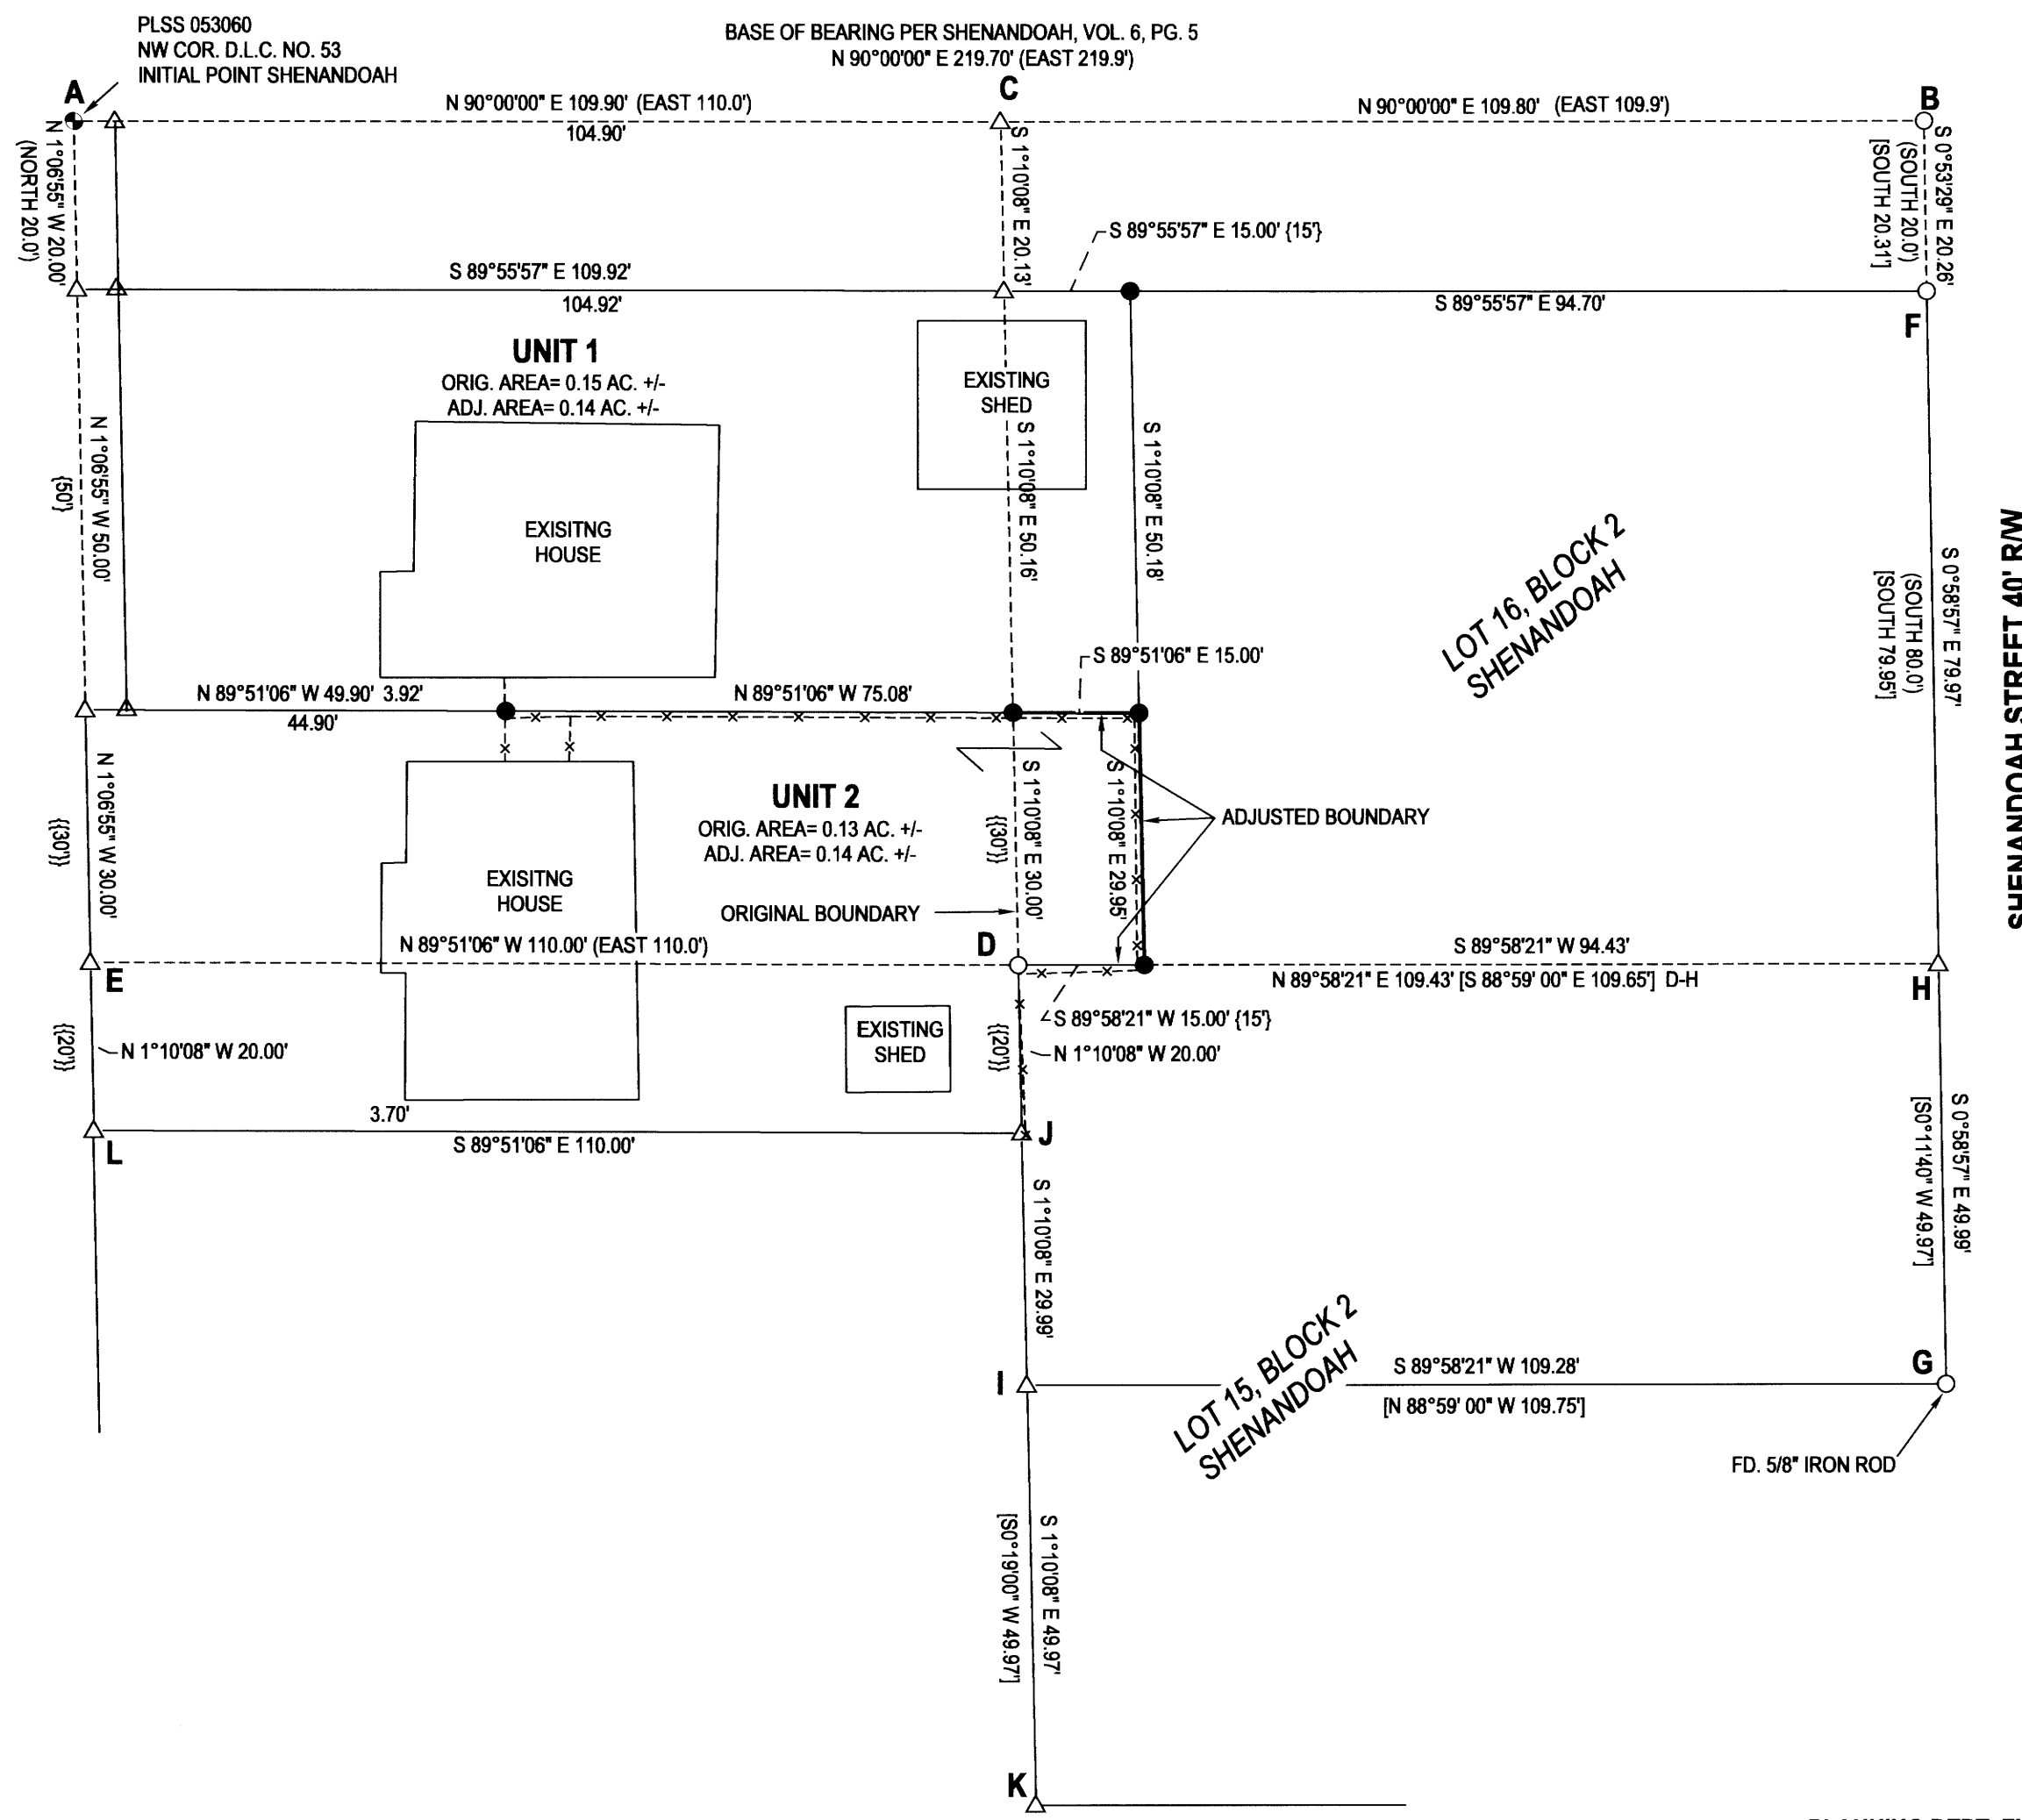 PLSS 053060
NW COR. D.L.C. NO. 53
INITIAL POINT SHENANDOAH
BASE OF BEARING PER SHENANDOAH, VOL. 6, PG. 5
N 90°00'00" E 219.70' (EAST 219.9')
A
C
B
N 90°00'00" E 109.90' (EAST 110.0')
104.90'
N 90°00'00" E 109.80' (EAST 109.9')
N 1°06'55" W 20.00'
(NORTH 20.0')
S 1°10'08" E 20.13'
S 0°53'29" E 20.26'
(SOUTH 20.0')
[SOUTH 20.31']
S 89°55'57" E 15.00' {15'}
S 89°55'57" E 109.92'
104.92'
S 89°55'57" E 94.70'
F
UNIT 1
ORIG. AREA= 0.15 AC. +/-
ADJ. AREA= 0.14 AC. +/-
EXISTING
SHED
N 1°06'55" W 50.00'
{50'}
EXISITNG
HOUSE
S 1°10'08" E 50.16'
S 1°10'08" E 50.18'
LOT 16, BLOCK 2
SHENANDOAH
S 0°58'57" E 79.97'
(SOUTH 80.0')
[SOUTH 79.95']
SHENANDOAH STREET 40' R/W
S 89°51'06" E 15.00'
N 89°51'06" W 49.90' 3.92'
44.90'
N 89°51'06" W 75.08'
N 1°06'55" W 30.00'
{{30'}}
UNIT 2
ORIG. AREA= 0.13 AC. +/-
ADJ. AREA= 0.14 AC. +/-
{{30'}}
S 1°10'08" E 30.00'
S 1°10'08" E 29.95'
ADJUSTED BOUNDARY
EXISITNG
HOUSE
ORIGINAL BOUNDARY
N 89°51'06" W 110.00' (EAST 110.0')
D
S 89°58'21" W 94.43'
N 89°58'21" E 109.43' [S 88°59' 00" E 109.65'] D-H
E
H
S 89°58'21" W 15.00' {15'}
EXISTING
SHED
{{20'}}
N 1°10'08" W 20.00'
{{20'}}
N 1°10'08" W 20.00'
3.70'
S 89°51'06" E 110.00'
L
J
S 1°10'08" E 29.99'
S 0°58'57" E 49.99'
[S0°11'40" W 49.97']
LOT 15, BLOCK 2
SHENANDOAH
I
S 89°58'21" W 109.28'
[N 88°59' 00" W 109.75']
G
FD. 5/8" IRON ROD
S 1°10'08" E 49.97'
[S0°19'00" W 49.97']
K